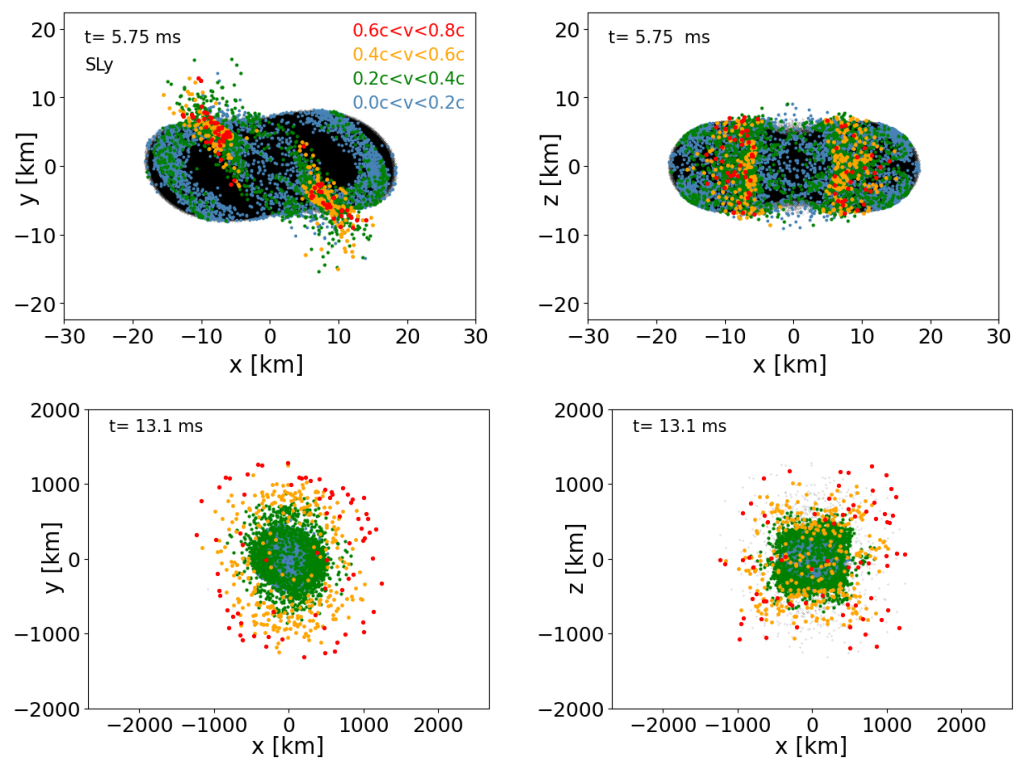 t= 5.75 ms
SLy
0.6c<v<0.8c
0.4c<v<0.6c
0.2c<v<0.4c
0.0c<v<0.2c
20
10
0
−10
−20
y [km]
−30 −20 −10 0 10 20 30
x [km]
t= 5.75 ms
20
10
0
−10
−20
z [km]
−30 −20 −10 0 10 20 30
x [km]
t= 13.1 ms
2000
1000
0
−1000
−2000
y [km]
−2000 −1000 0 1000 2000
x [km]
t= 13.1 ms
2000
1000
0
−1000
−2000
z [km]
−2000 −1000 0 1000 2000
x [km]